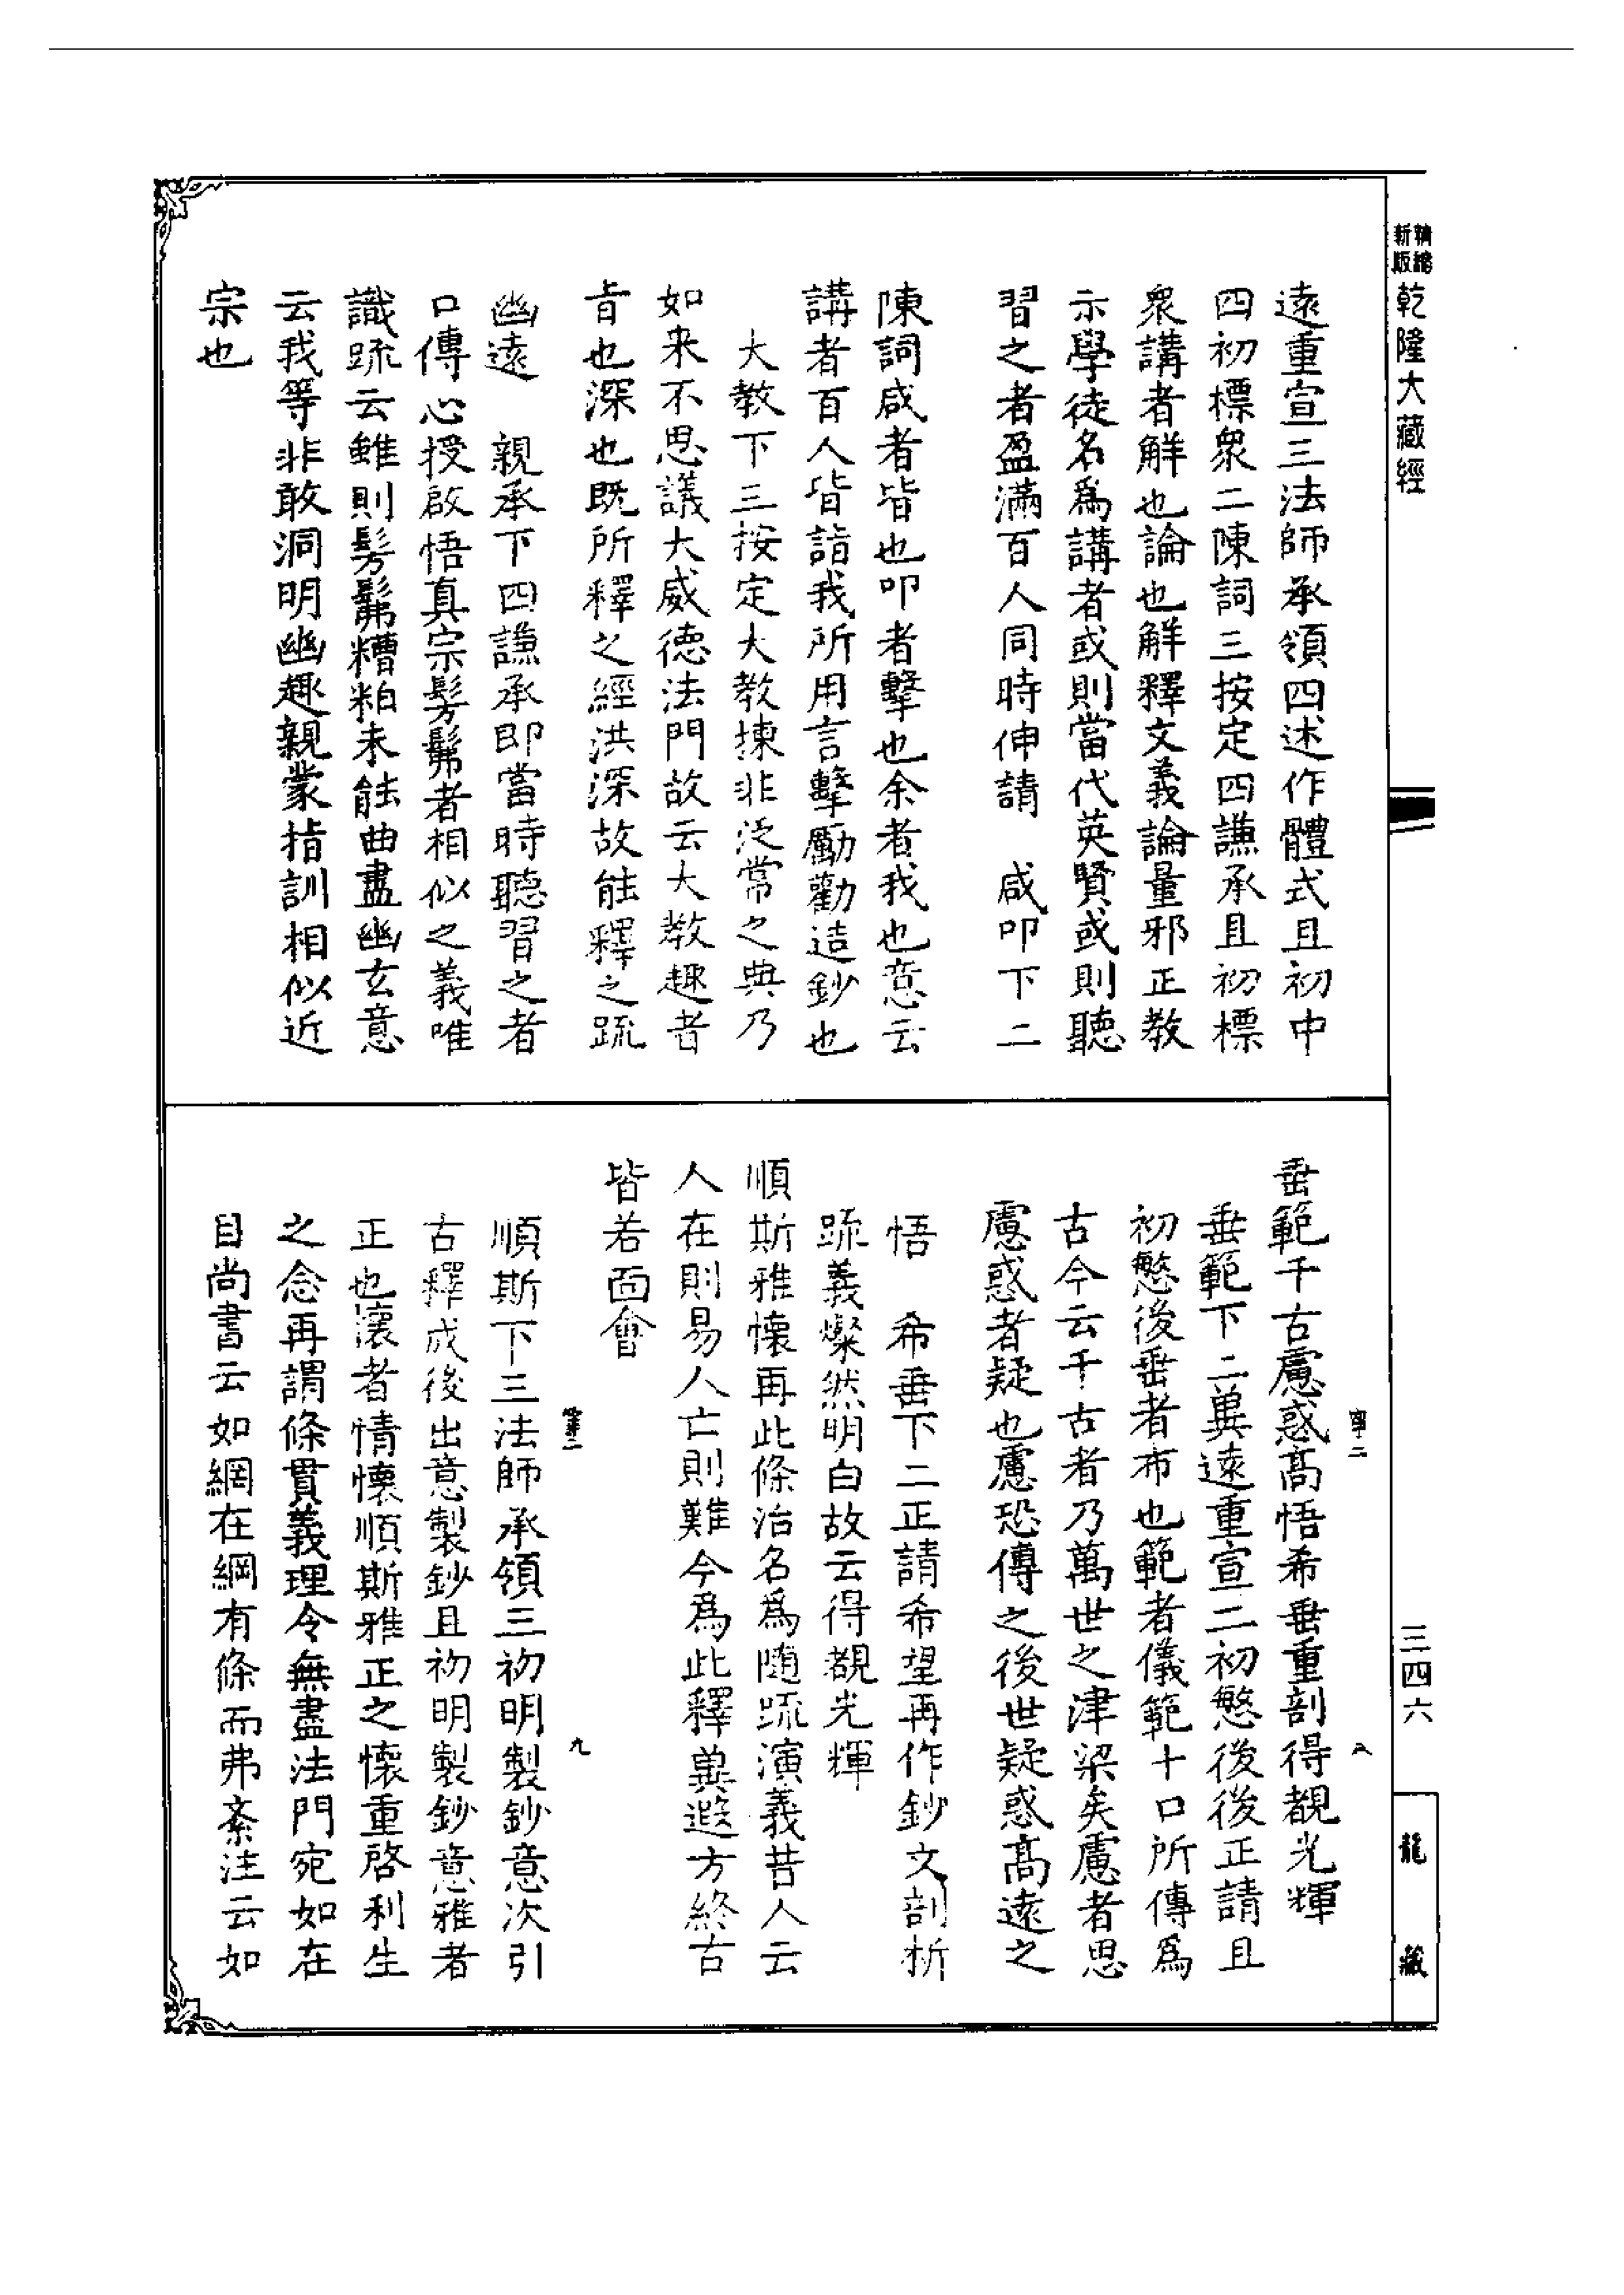 新版精縮乾隆大藏經
遠重宣三法師承領四述作體式且初中
四初標衆二陳詞三按定四謙承且初標
衆講者解也論也解釋文義論量邪正教
示學徒名爲講者或則當代英賢或則聽
習之者盈滿百人同時伸請　咸叩下二
陳詞咸者皆也叩者擊也余者我也意云
講者百人皆詣我所用言擊勵勸造鈔也
大教下三按定大教揀非泛常之典乃
如来不思議大威德法門故云大教趣者
㫖也深也既所釋之經洪深故能釋之䟽
幽遠　親承下四謙承即當時聽習之者
口傳心授啟悟真宗髣髴者相似之義唯
識䟽云雖則髣髴糟粕未能曲盡幽玄意
云我等非敢洞明幽趣親蒙指訓相似近
宗也
三四六
龍藏
寧二
八
垂範千古慮惑髙悟希垂重剖得覩光輝
垂範下二兾遠重宣二初慜後後正請且
初慜後垂者布也範者儀範十口所傳爲
古今云千古者乃萬世之津梁矣慮者思
慮惑者疑也慮恐傳之後世疑惑髙遠之
悟　希垂下二正請希望再作鈔文剖析
䟽義燦然明白故云得覩光輝
順斯雅懷再此條治名爲随䟽演義昔人云
人在則易人亡則難今爲此釋兾遐方終古
皆若面會
寧二
九
順斯下三法師承領三初明製鈔意次引
古釋成後出意製鈔且初明製鈔意雅者
正也懷者情懷順斯雅正之懷重啓利生
之念再謂條貫義理令無盡法門宛如在
目尚書云如網在綱有條而弗紊注云如